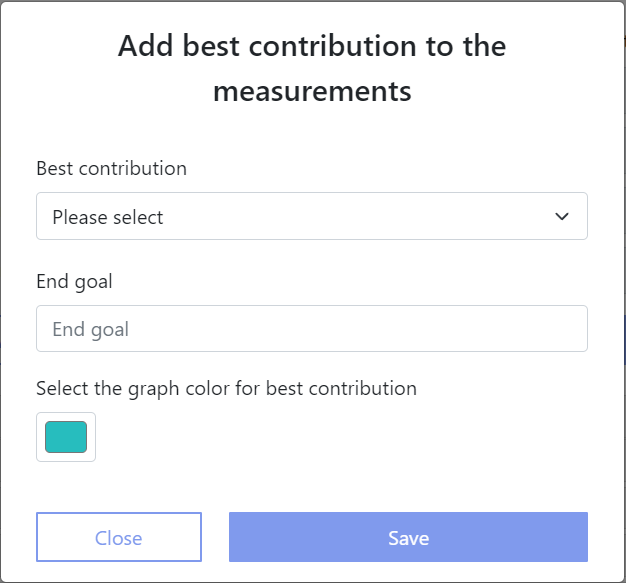 Add best contribution to the
measurements
Best contribution
Please select
End goal
End goal
Select the graph color for best contribution
Close
Save